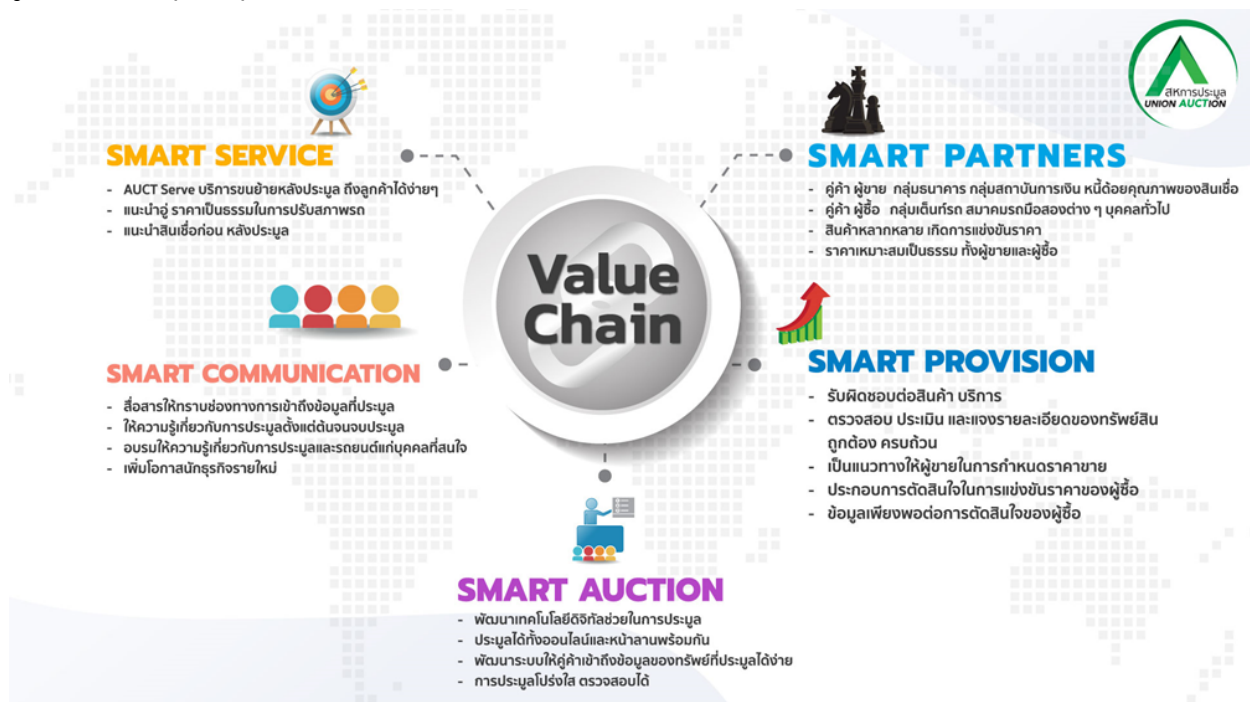 สหการประมูล
UNION AUCTION
SMART SERVICE
- AUCT Serve บริการขนย้ายหลังประมูล ถึงลูกค้าได้ง่ายๆ
- แนะนำอู่ ราคาเป็นธรรมในการปรับสภาพรถ
- แนะนำสินเชื่อก่อน หลังประมูล
SMART PARTNERS
- คู่ค้า ผู้ขาย กลุ่มธนาคาร กลุ่มสถาบันการเงิน หนี้ด้อยคุณภาพของสินเชื่อ
- คู่ค้า ผู้ซื้อ กลุ่มเต็นท์รถ สมาคมรถมือสองต่าง ๆ บุคคลทั่วไป
- สินค้าหลากหลาย เกิดการแข่งขันราคา
- ราคาเหมาะสมเป็นธรรม ทั้งผู้ขายและผู้ซื้อ
Value
Chain
SMART COMMUNICATION
- สื่อสารให้ทราบช่องทางการเข้าถึงข้อมูลที่ประมูล
- ให้ความรู้เกี่ยวกับการประมูลตั้งแต่ต้นจนจบประมูล
- อบรมให้ความรู้เกี่ยวกับการประมูลและรถยนต์แก่บุคคลที่สนใจ
- เพิ่มโอกาสนักธุรกิจรายใหม่
SMART PROVISION
- รับผิดชอบต่อสินค้า บริการ
- ตรวจสอบ ประเมิน และแจงรายละเอียดของทรัพย์สิน
ถูกต้อง ครบถ้วน
- เป็นแนวทางให้ผู้ขายในการกำหนดราคาขาย
- ประกอบการตัดสินใจในการแข่งขันราคาของผู้ซื้อ
- ข้อมูลเพียงพอต่อการตัดสินใจของผู้ซื้อ
SMART AUCTION
- พัฒนาเทคโนโลยีดิจิทัลช่วยในการประมูล
- ประมูลได้ทั้งออนไลน์และหน้าลานพร้อมกัน
- พัฒนาระบบให้คู่ค้าเข้าถึงข้อมูลของทรัพย์ที่ประมูลได้ง่าย
- การประมูลโปร่งใส ตรวจสอบได้